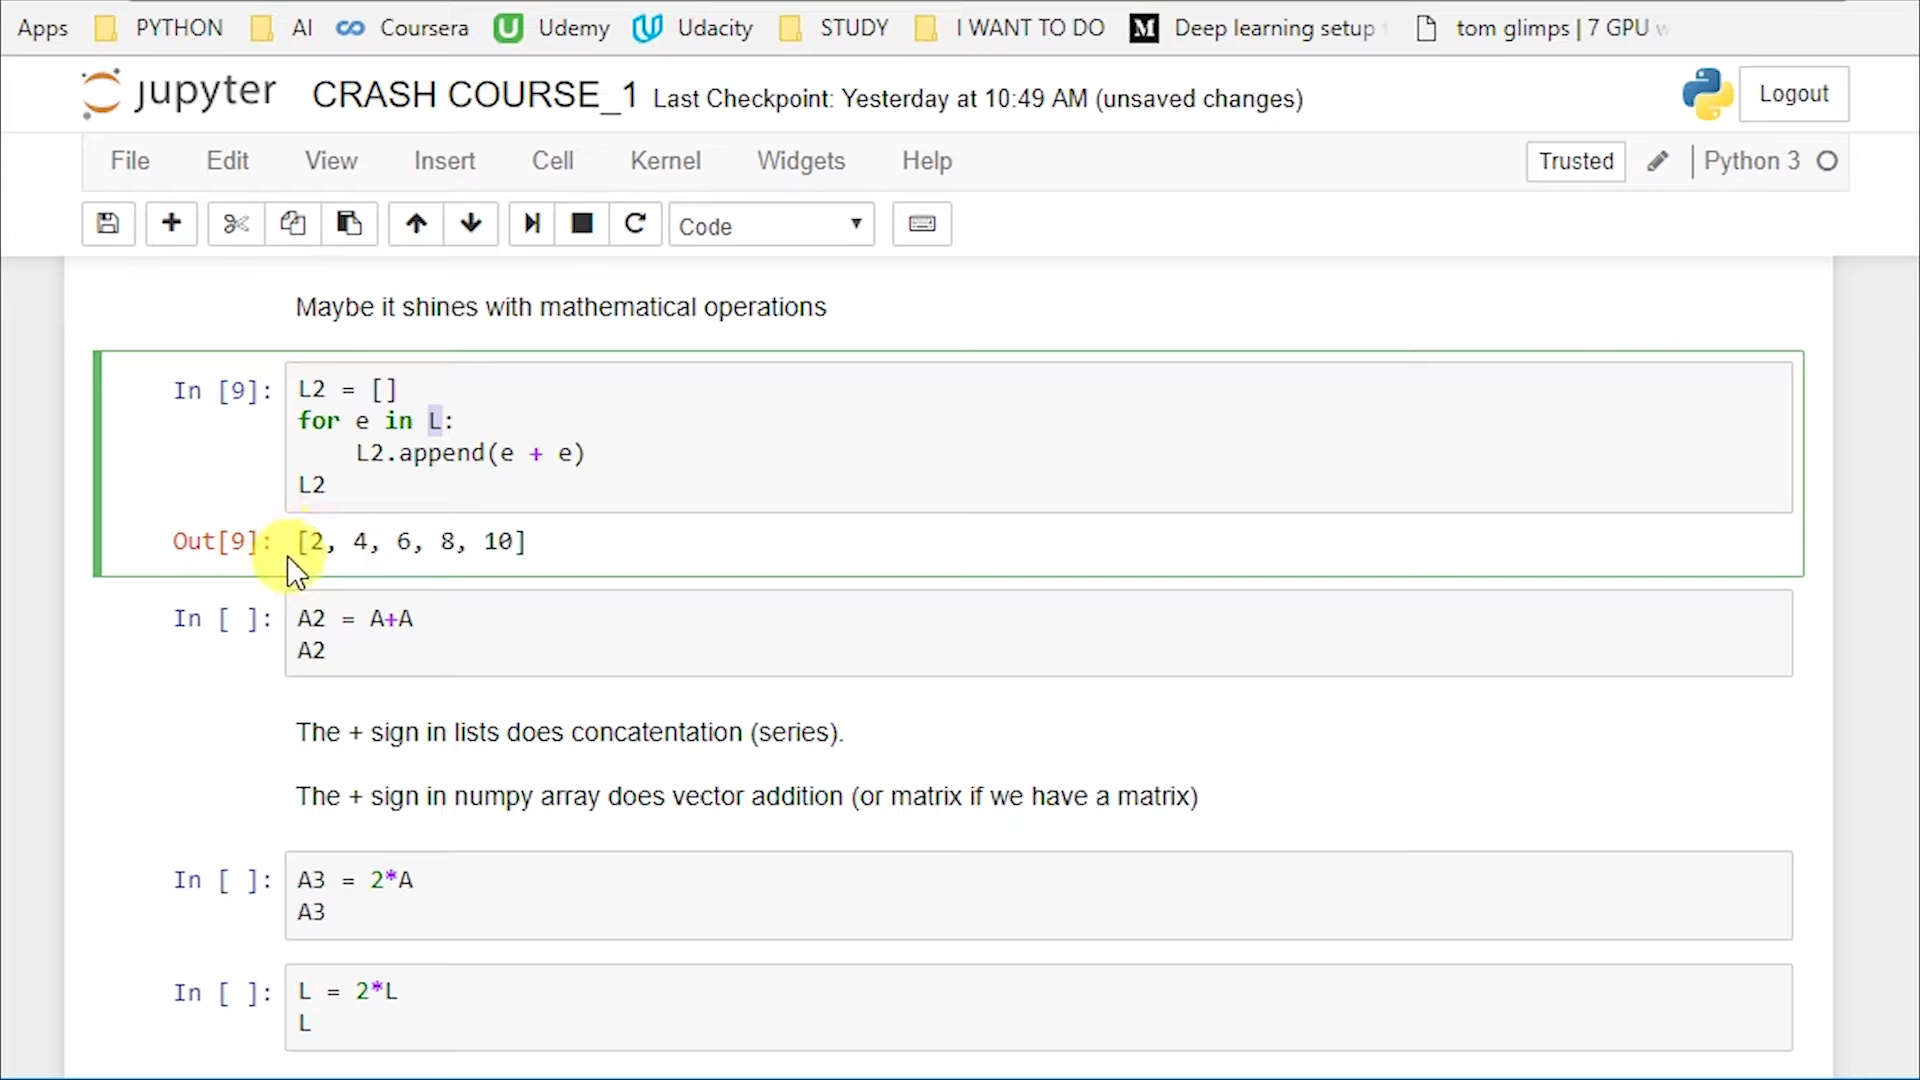 Apps PYTHON AI Coursera Udemy Udacity STUDY I WANT TO DO M Deep learning setup tom glimps | 7 GPU w
jupyter CRASH COURSE_1 Last Checkpoint: Yesterday at 10:49 AM (unsaved changes) Logout
File Edit View Insert Cell Kernel Widgets Help Trusted Python 3
Code
Maybe it shines with mathematical operations
In [9]: L2 = []
for e in L:
L2.append(e + e)
L2
Out[9]: [2, 4, 6, 8, 10]
In [ ]: A2 = A+A
A2
The + sign in lists does concatentation (series).
The + sign in numpy array does vector addition (or matrix if we have a matrix)
In [ ]: A3 = 2*A
A3
In [ ]: L = 2*L
L